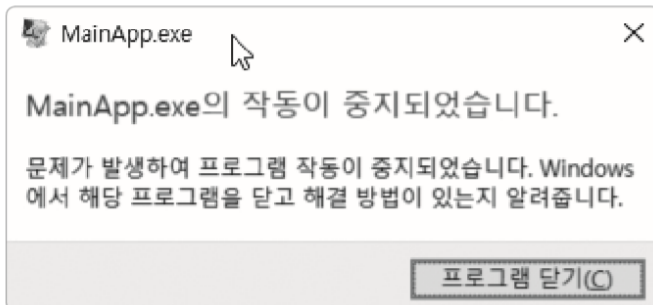 MainApp.exe
MainApp.exe의 작동이 중지되었습니다.
문제가 발생하여 프로그램 작동이 중지되었습니다. Windows
에서 해당 프로그램을 닫고 해결 방법이 있는지 알려줍니다.
프로그램 닫기(C)